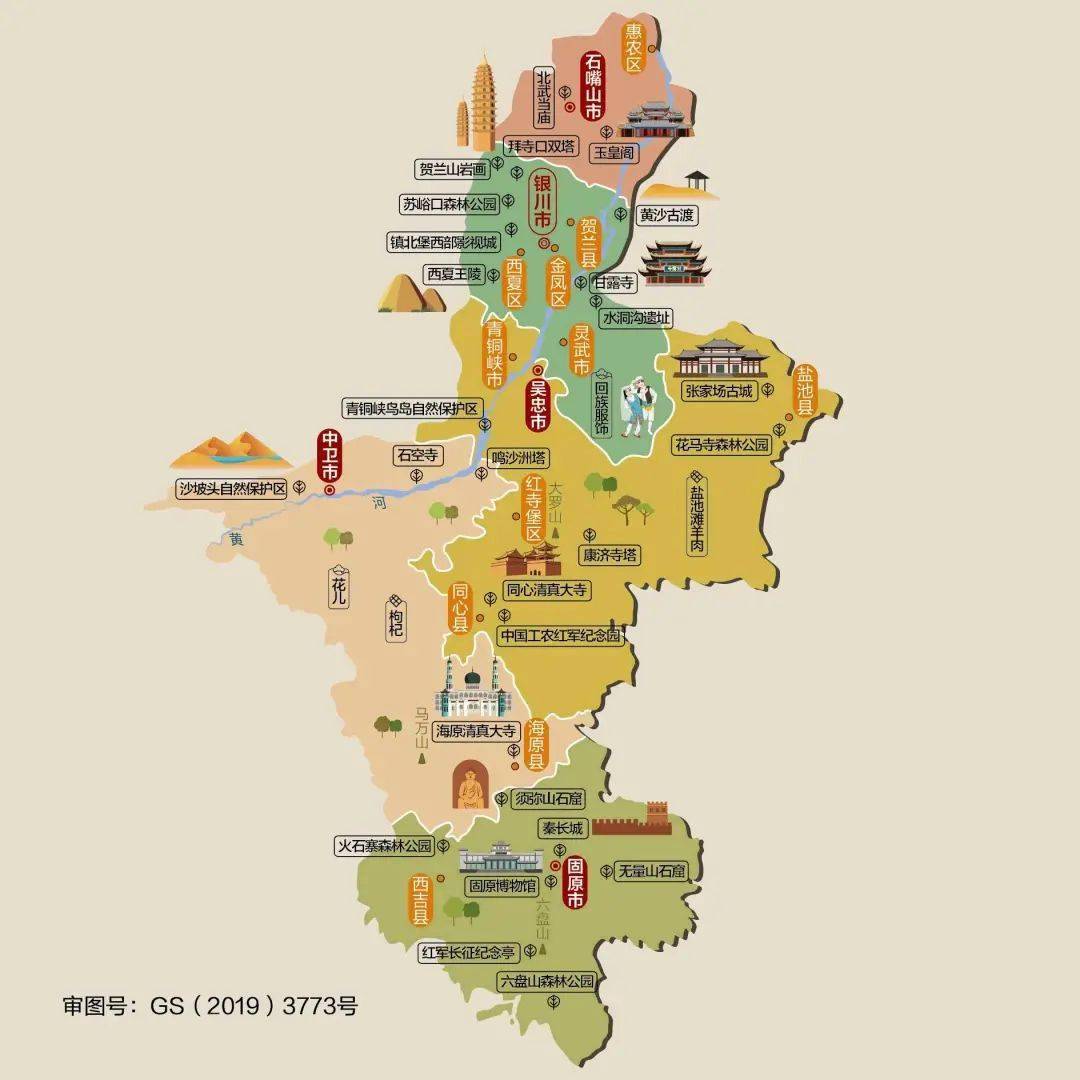 惠农区
石嘴山市
北武当庙
玉皇阁
拜寺口双塔
贺兰山岩画
银川市
苏峪口森林公园
黄沙古渡
贺兰县
镇北堡西部影视城
西夏王陵
西夏区
金凤区
甘露寺
水洞沟遗址
青铜峡市
灵武市
吴忠市
回族服饰
张家场古城
盐池县
青铜峡鸟岛自然保护区
花马寺森林公园
中卫市
石空寺
鸣沙洲塔
沙坡头自然保护区
红寺堡区
大罗山
盐池滩羊肉
黄
河
康济寺塔
花儿
枸杞
同心县
同心清真大寺
中国工农红军纪念园
马万山
海原清真大寺
海原县
须弥山石窟
秦长城
火石寨森林公园
固原博物馆
固原市
无量山石窟
西吉县
六盘山
红军长征纪念亭
六盘山森林公园
审图号：GS（2019）3773号